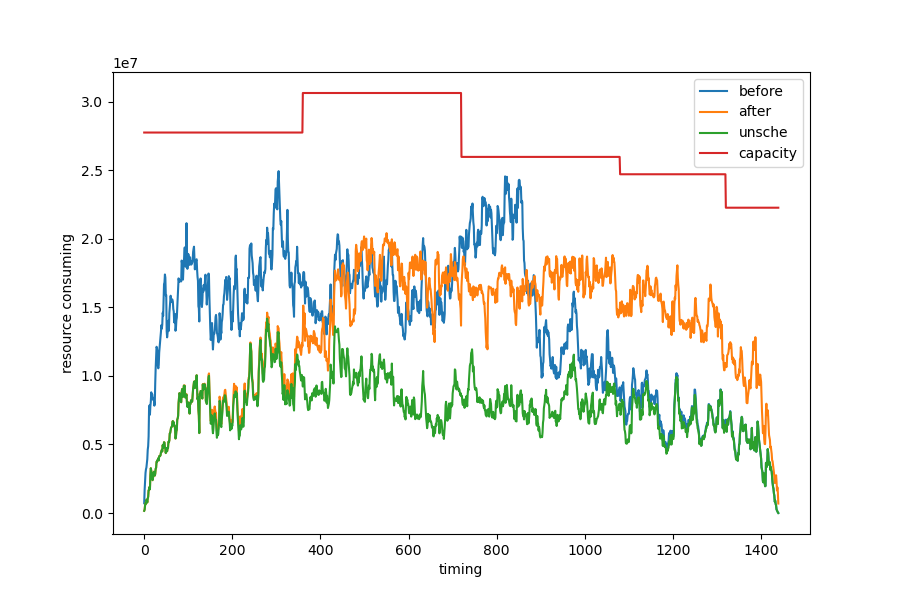 1e7
3.0
2.5
2.0
1.5
1.0
0.5
0.0
resource consuming
before
after
unsche
capacity
0 200 400 600 800 1000 1200 1400
timing